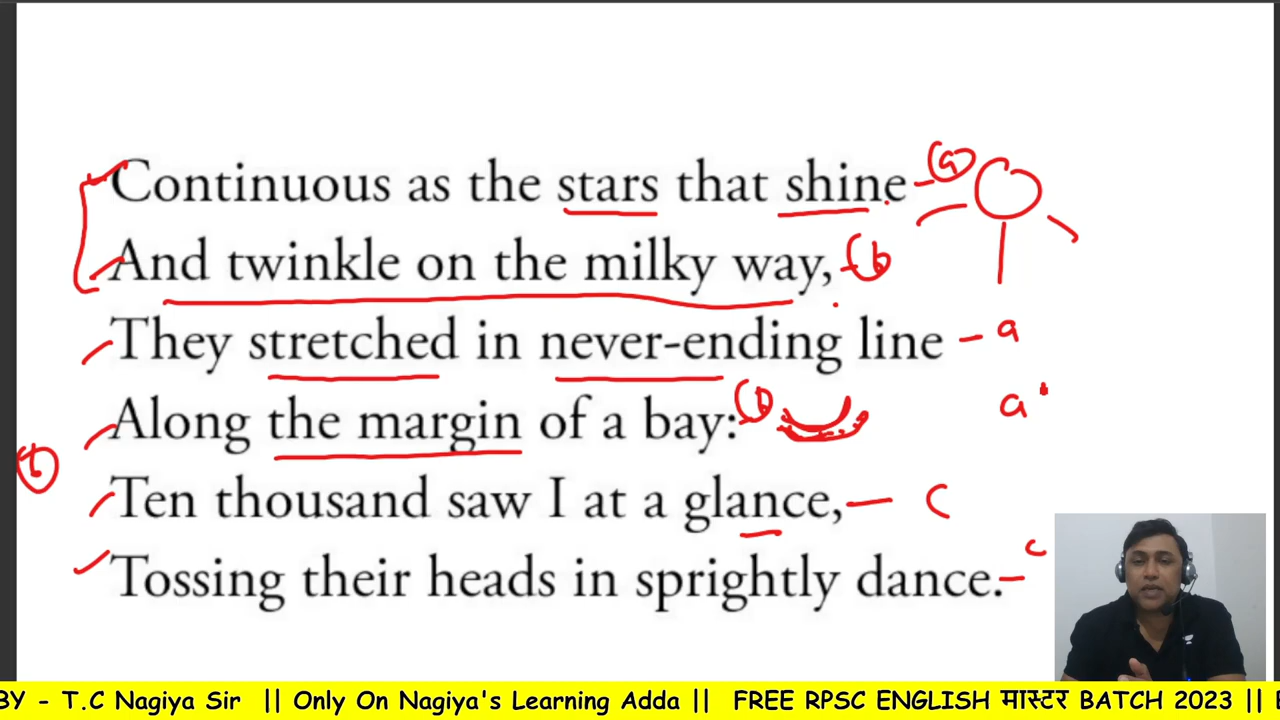 Continuous as the stars that shine - a
And twinkle on the milky way, - b
They stretched in never-ending line - a
Along the margin of a bay: - b
a
6
Ten thousand saw I at a glance, - c
Tossing their heads in sprightly dance. - c
BY - T.C Nagiya Sir || Only On Nagiya's Learning Adda || FREE RPSC ENGLISH मास्टर BATCH 2023 ||